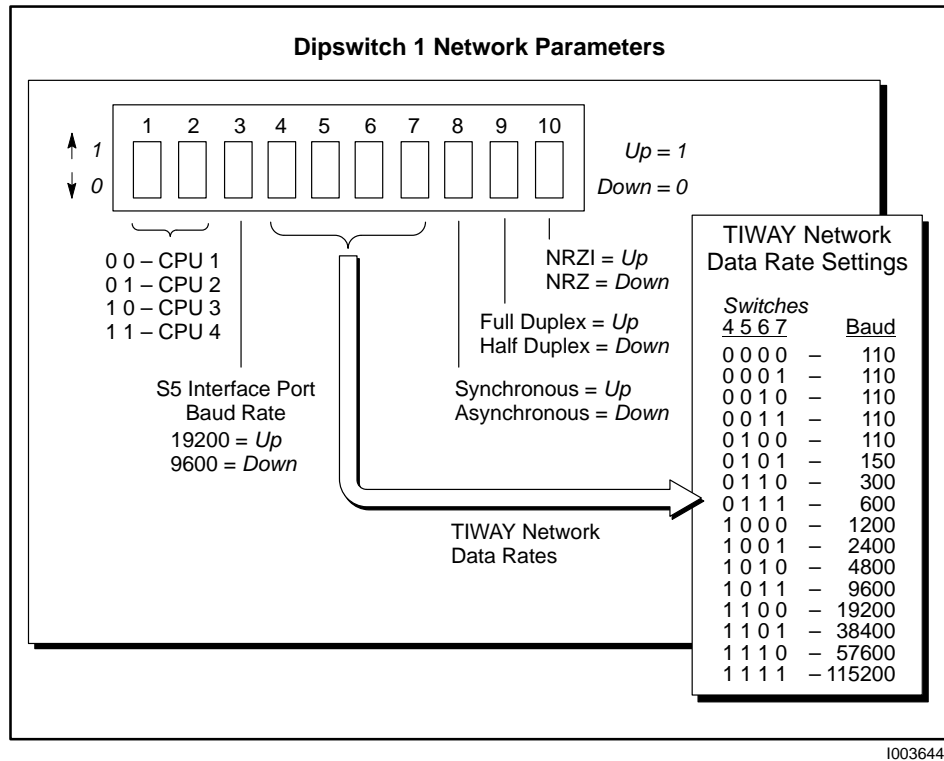 Dipswitch 1 Network Parameters
1 2 3 4 5 6 7 8 9 10
1
0
Up = 1
Down = 0
0 0 – CPU 1
0 1 – CPU 2
1 0 – CPU 3
1 1 – CPU 4
S5 Interface Port
Baud Rate
19200 = Up
9600 = Down
NRZI = Up
NRZ = Down
Full Duplex = Up
Half Duplex = Down
Synchronous = Up
Asynchronous = Down
TIWAY Network
Data Rates
TIWAY Network
Data Rate Settings
Switches
4 5 6 7 Baud
0 0 0 0 – 110
0 0 0 1 – 110
0 0 1 0 – 110
0 0 1 1 – 110
0 1 0 0 – 110
0 1 0 1 – 150
0 1 1 0 – 300
0 1 1 1 – 600
1 0 0 0 – 1200
1 0 0 1 – 2400
1 0 1 0 – 4800
1 0 1 1 – 9600
1 1 0 0 – 19200
1 1 0 1 – 38400
1 1 1 0 – 57600
1 1 1 1 – 115200
I003644